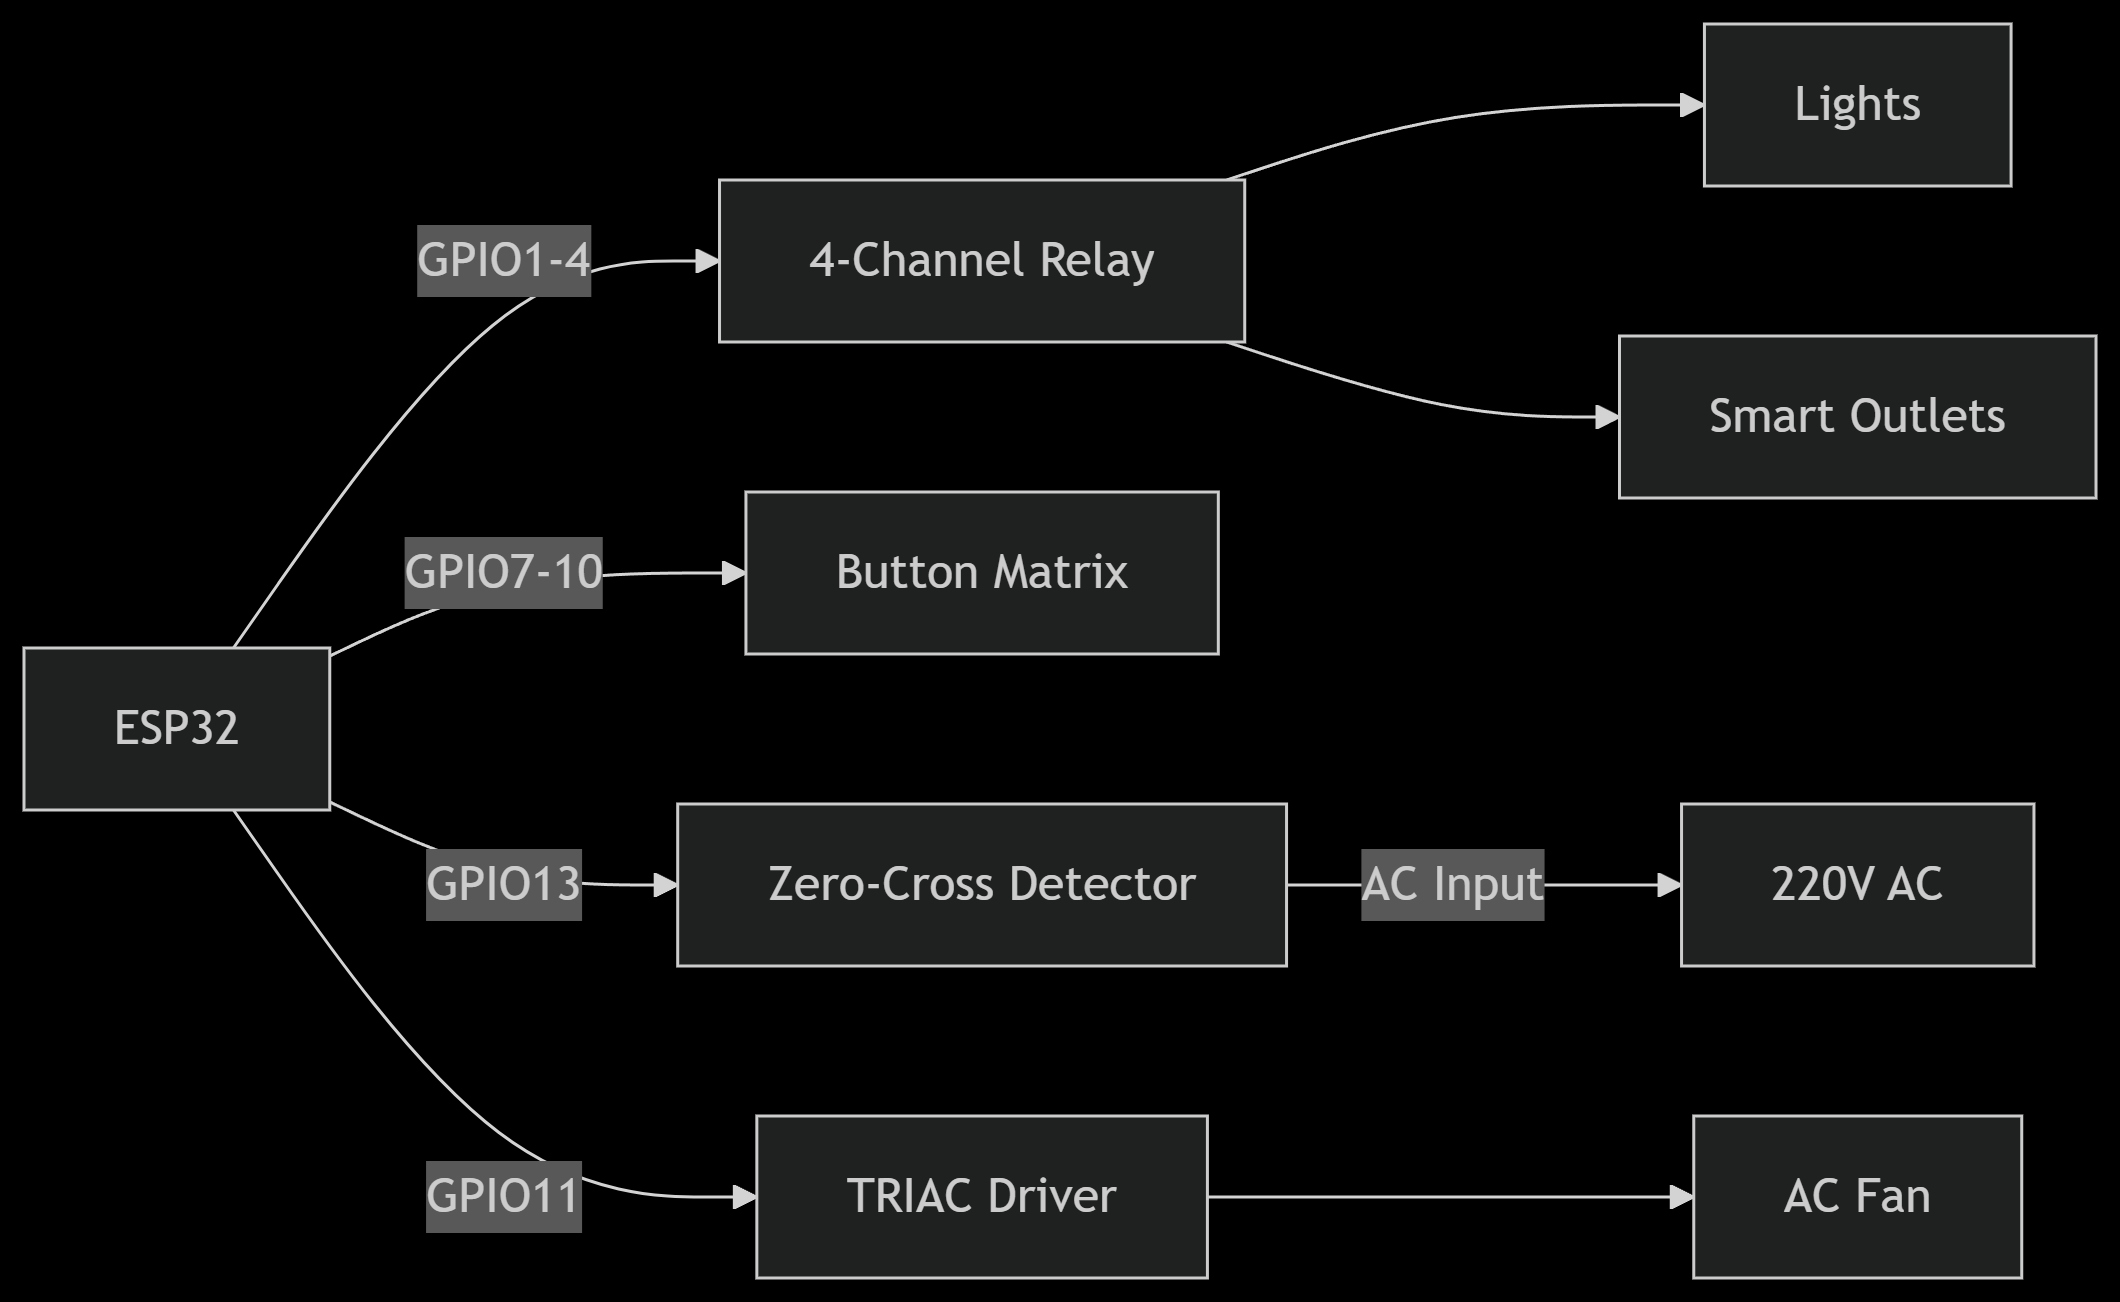 Lights
GPIO1-4
4-Channel Relay
Smart Outlets
GPIO7-10
Button Matrix
ESP32
GPIO13
Zero-Cross Detector
AC Input
220V AC
GPIO11
TRIAC Driver
AC Fan